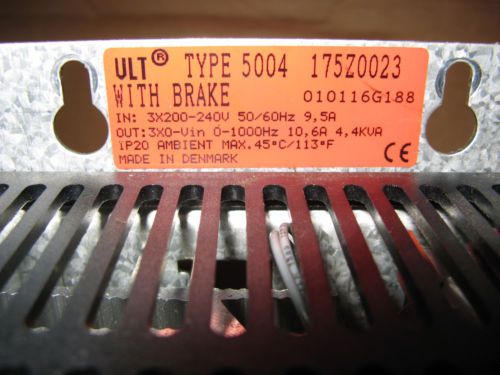 VLT® TYPE 5004 175Z0023
WITH BRAKE 010116G188
IN: 3X200-240V 50/60Hz 9,5A
OUT:3X0-Vin 0-1000Hz 10,6A 4,4KVA
IP20 AMBIENT MAX.45°C/113°F
MADE IN DENMARK CE